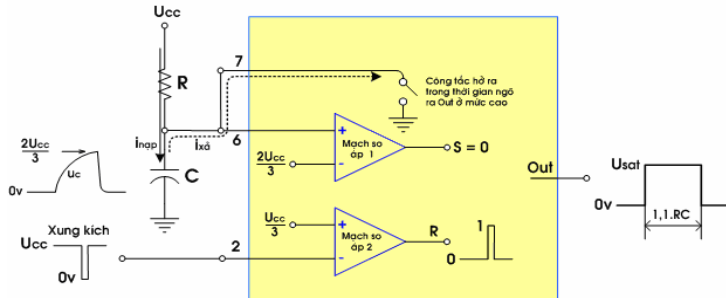 Ucc
7
R
Công tắc hở ra
trong thời gian ngõ
ra Out ở mức cao
inạp
ixả
6
+
Mạch so
áp 1
-
S = 0
2Ucc
3
2Ucc
3
uc
0v
C
Out
Usat
0v
1,1.RC
Ucc
3
+
Mạch so
áp 2
-
R
1
0
Xung kích
Ucc
0v
2